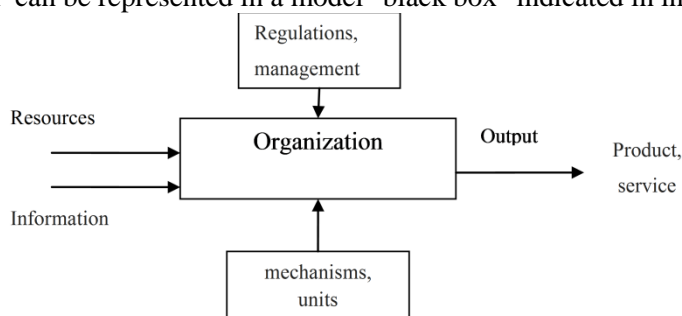 can be represented in a model "black box" indicated in
Regulations,
management
Resources
Organization
Output
Product,
service
Information
mechanisms,
units